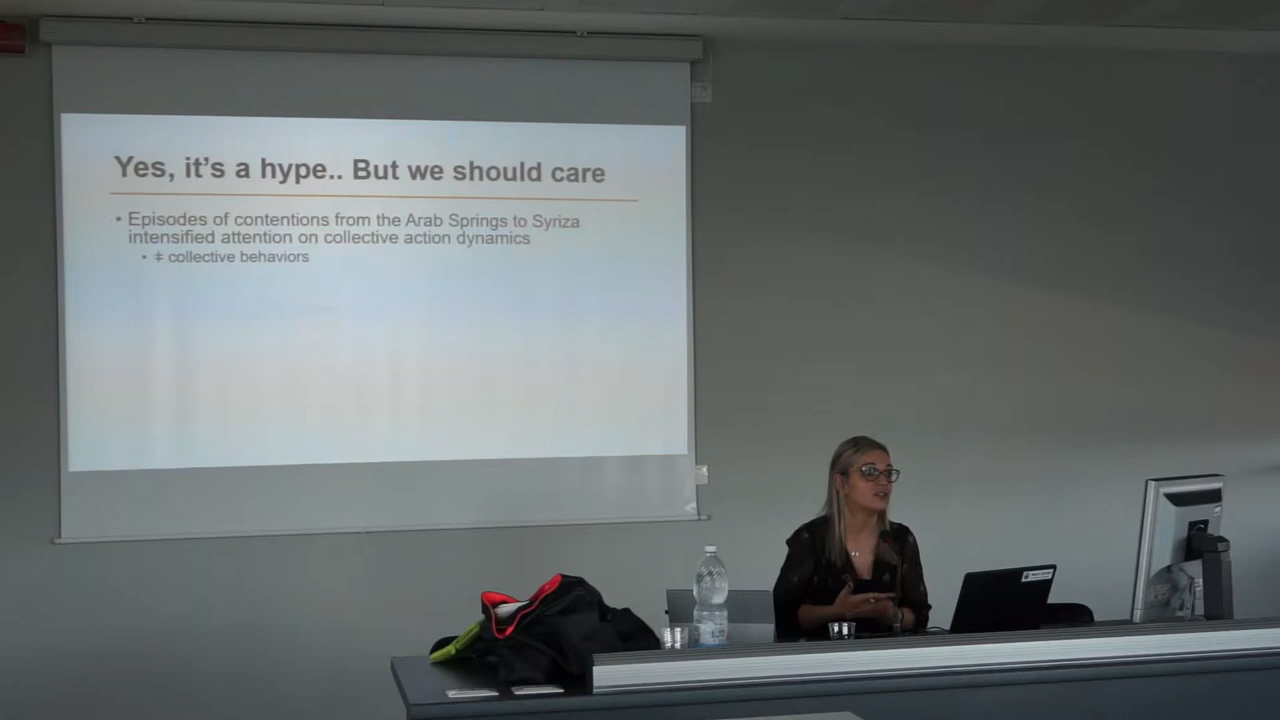 Yes, it's a hype.. But we should care
• Episodes of contentions from the Arab Springs to Syriza
intensified attention on collective action dynamics
• ǂ collective behaviors